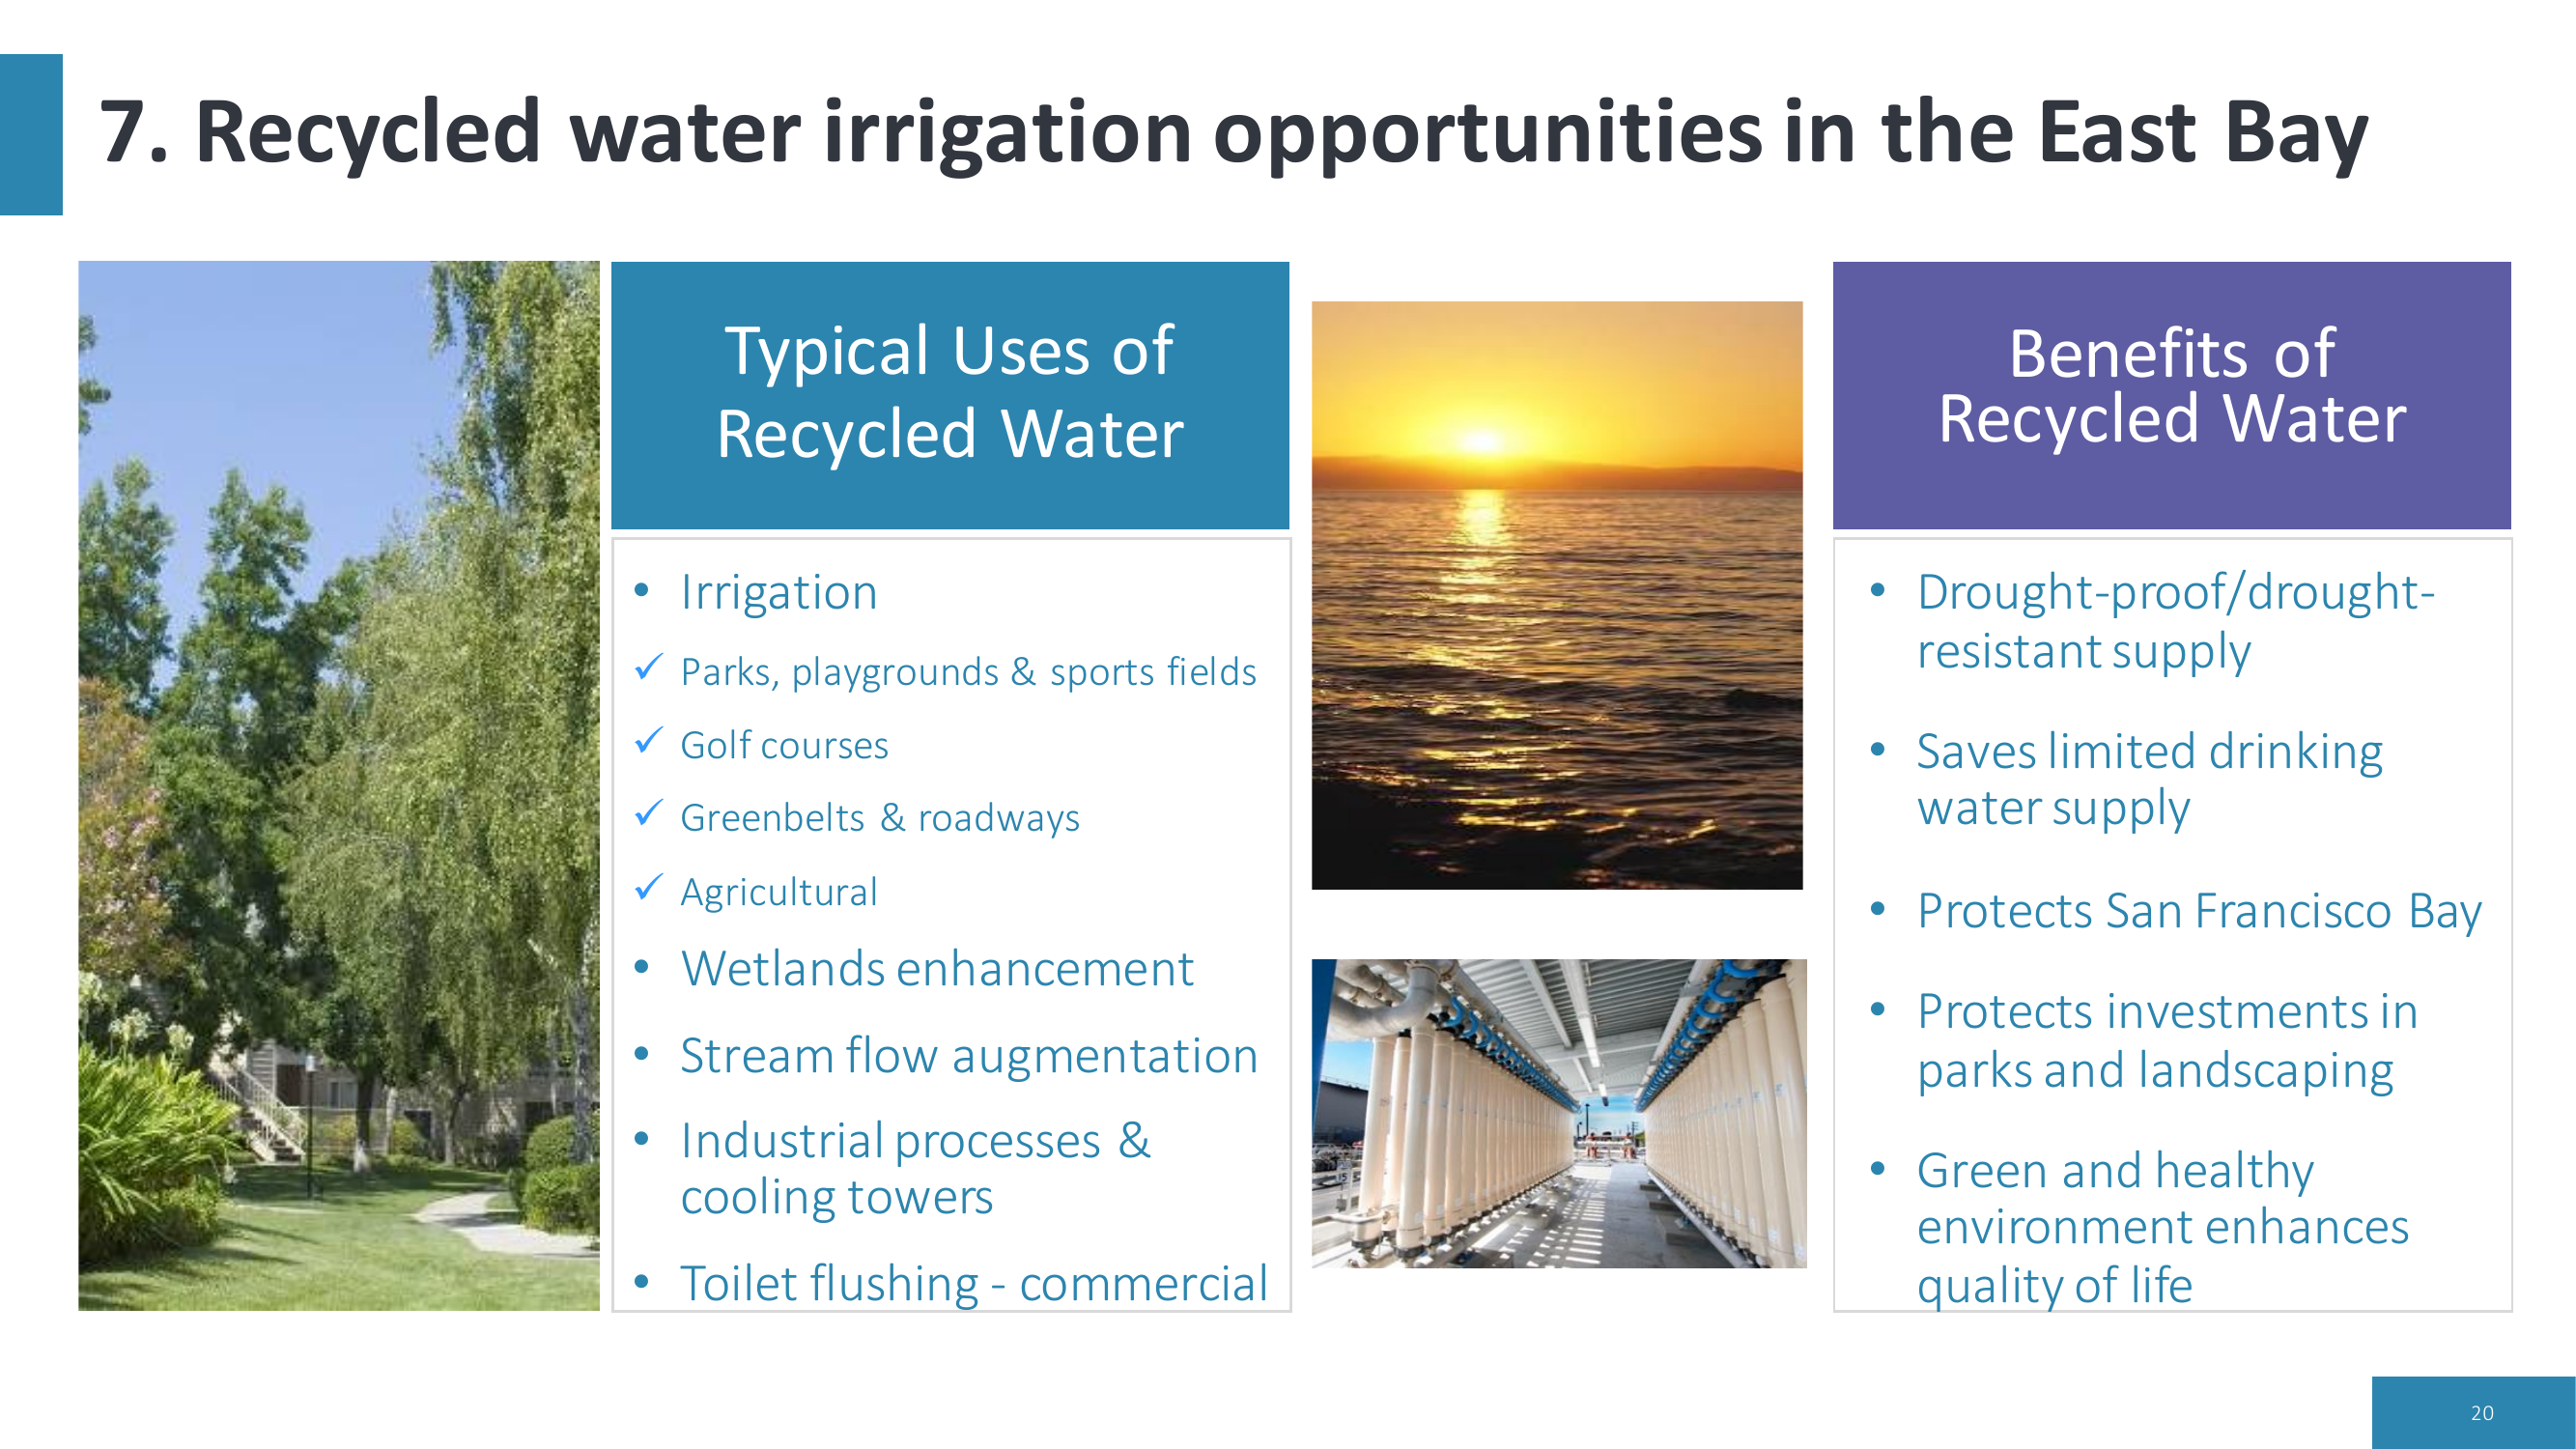 7. Recycled water irrigation opportunities in the East Bay
Typical Uses of
Recycled Water
• Irrigation
✓ Parks, playgrounds & sports fields
✓ Golf courses
✓ Greenbelts & roadways
✓ Agricultural
• Wetlands enhancement
• Stream flow augmentation
• Industrial processes &
cooling towers
• Toilet flushing - commercial
Benefits of
Recycled Water
• Drought-proof/drought-
resistant supply
• Saves limited drinking
water supply
• Protects San Francisco Bay
• Protects investments in
parks and landscaping
• Green and healthy
environment enhances
quality of life
20